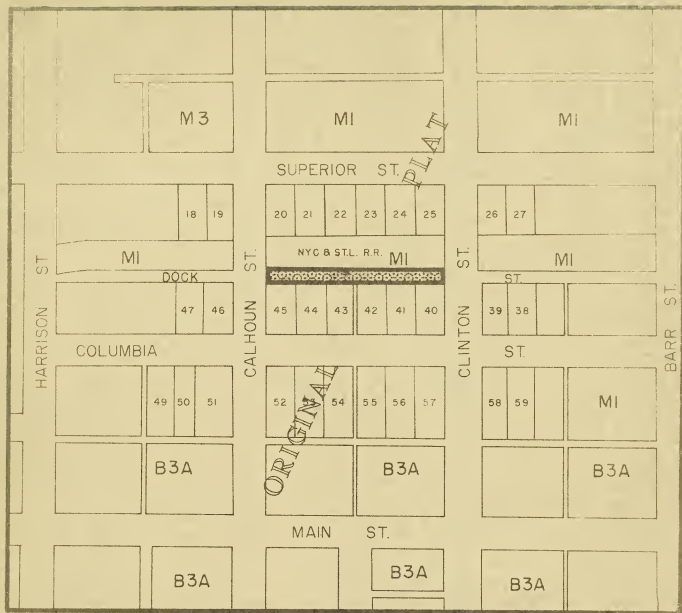 M3 MI MI
SUPERIOR ST.
PLAT
18 19 20 21 22 23 24 25 26 27
NYC & ST.L. R.R.
MI MI MI
DOCK ST.
47 46 45 44 43 42 41 40 39 38
HARRISON ST.
CALHOUN ST.
CLINTON ST.
BARR ST.
COLUMBIA ST.
49 50 51 52 53 54 55 56 57 58 59 MI
ORIGINAL
B3A B3A B3A
MAIN ST.
B3A B3A B3A